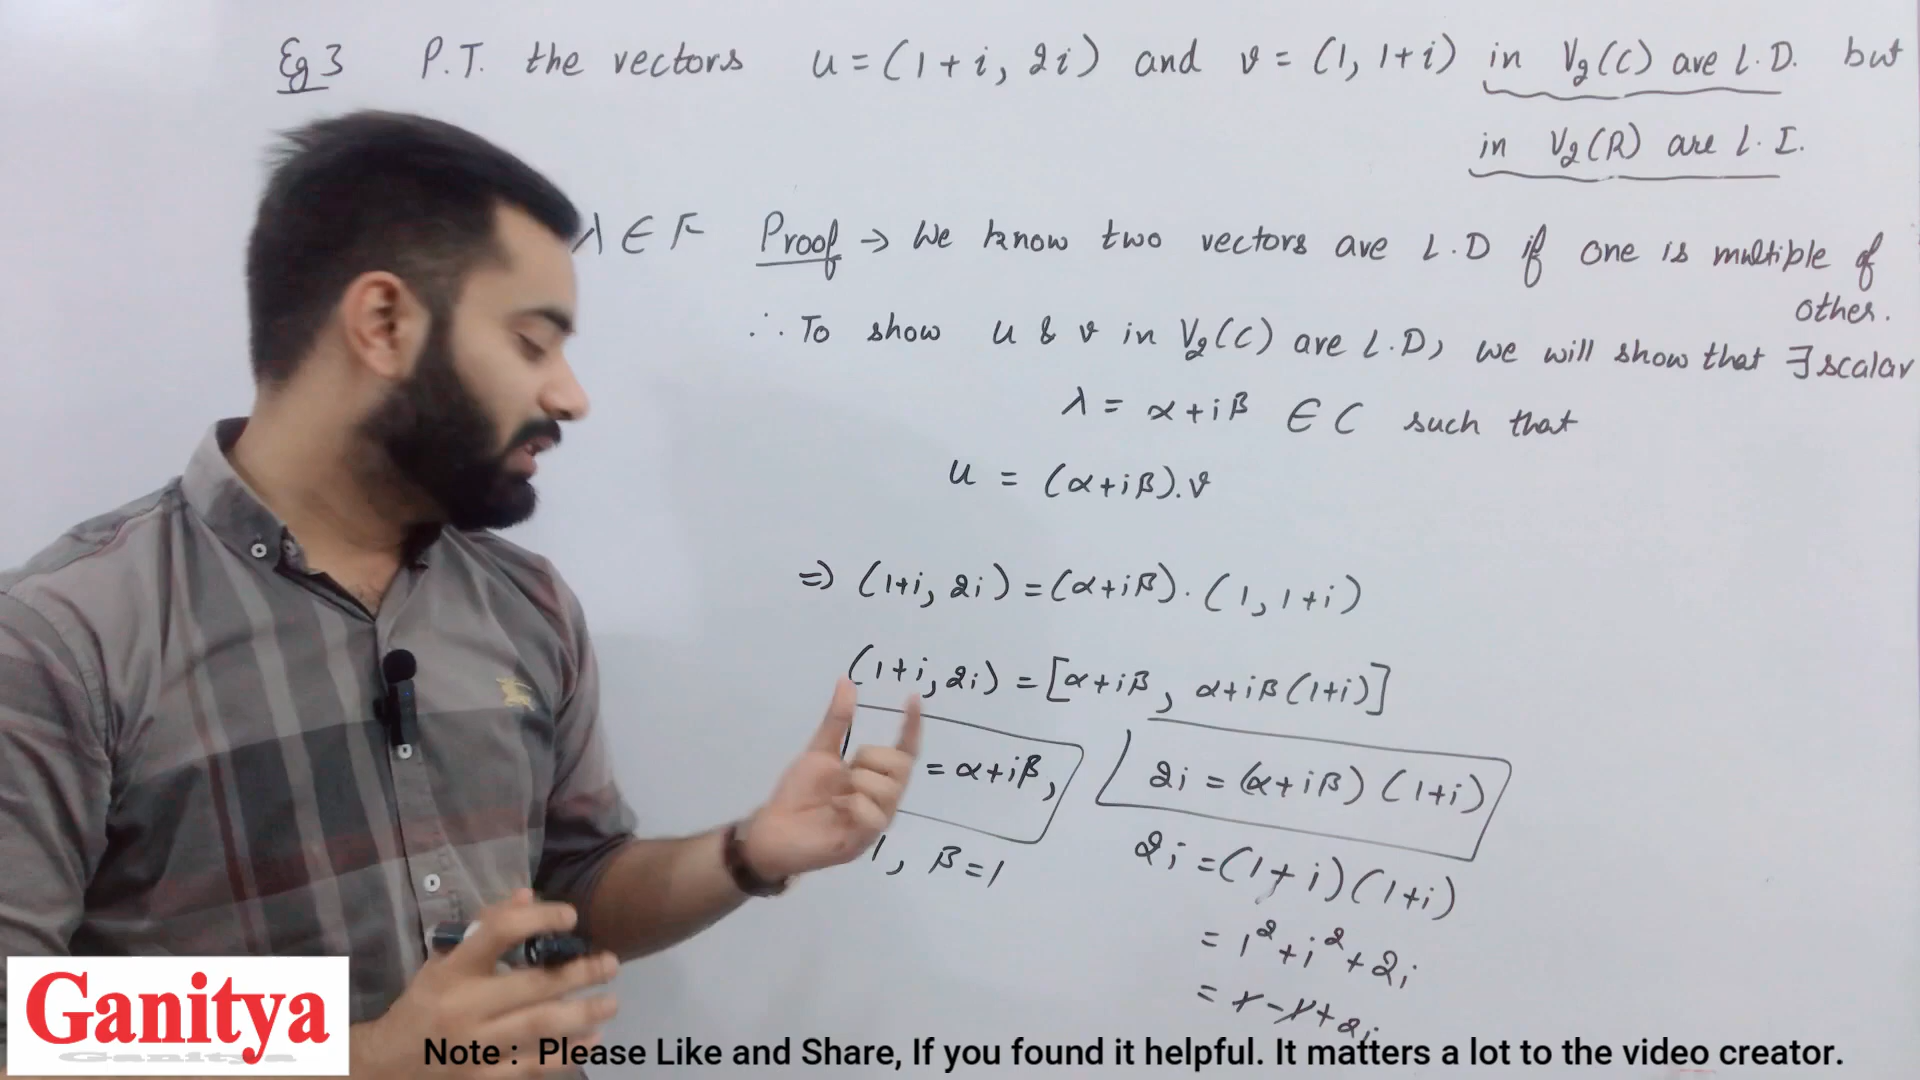 Eg 3 P.T. the vectors u = (1+i, 2i) and v = (1, 1+i) in V₂(C) are L.D. but
in V₂(R) are L.I.
λ ∈ F Proof → We know two vectors are L.D if one is multiple of
other.
∴ To show u & v in V₂(C) are L.D, we will show that ∃ scalar
λ = α+iβ ∈ C such that
u = (α+iβ).v
=> (1+i, 2i) = (α+iβ) · (1, 1+i)
(1+i, 2i) = [α+iβ, α+iβ(1+i)]
= α+iβ, 2i = (α+iβ) (1+i)
1, β=1 2i = (1+i)(1+i)
= 1² + i² + 2i
= 1 - 1 + 2i
Ganitya
Note : Please Like and Share, If you found it helpful. It matters a lot to the video creator.